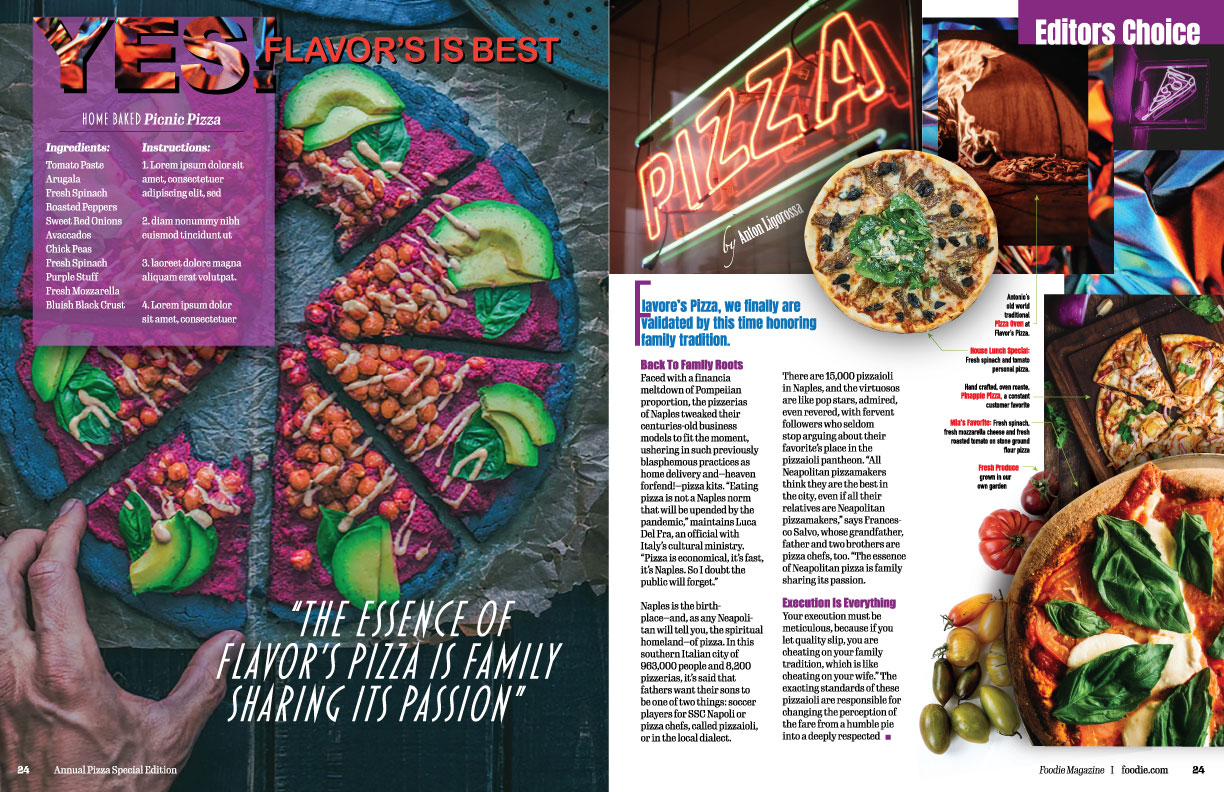 YES!
FLAVOR'S IS BEST
HOME BAKED Picnic Pizza
Ingredients:
Tomato Paste
Arugala
Fresh Spinach
Roasted Peppers
Sweet Red Onions
Avaccados
Chick Peas
Fresh Spinach
Purple Stuff
Fresh Mozzarella
Bluish Black Crust
Instructions:
1. Lorem ipsum dolor sit
amet, consectetuer
adipiscing elit, sed
2. diam nonummy nibh
euismod tincidunt ut
3. laoreet dolore magna
aliquam erat volutpat.
4. Lorem ipsum dolor
sit amet, consectetuer
"THE ESSENCE OF
FLAVOR'S PIZZA IS FAMILY
SHARING ITS PASSION"
24 Annual Pizza Special Edition
PIZZA
by Anton Ligorossa
Editors Choice
Flavore's Pizza, we finally are
validated by this time honoring
family tradition.
Back To Family Roots
Faced with a financia
meltdown of Pompeiian
proportion, the pizzerias
of Naples tweaked their
centuries-old business
models to fit the moment,
ushering in such previously
blasphemous practices as
home delivery and—heaven
forfend!—pizza kits. "Eating
pizza is not a Naples norm
that will be upended by the
pandemic," maintains Luca
Del Fra, an official with
Italy's cultural ministry.
"Pizza is economical, it's fast,
it's Naples. So I doubt the
public will forget."
Naples is the birth-
place—and, as any Neapoli-
tan will tell you, the spiritual
homeland—of pizza. In this
southern Italian city of
963,000 people and 8,200
pizzerias, it's said that
fathers want their sons to
be one of two things: soccer
players for SSC Napoli or
pizza chefs, called pizzaioli,
or in the local dialect.
There are 15,000 pizzaioli
in Naples, and the virtuosos
are like pop stars, admired,
even revered, with fervent
followers who seldom
stop arguing about their
favorite's place in the
pizzaioli pantheon. "All
Neapolitan pizzamakers
think they are the best in
the city, even if all their
relatives are Neapolitan
pizzamakers," says Frances-
co Salvo, whose grandfather,
father and two brothers are
pizza chefs, too. "The essence
of Neapolitan pizza is family
sharing its passion.
Execution Is Everything
Your execution must be
meticulous, because if you
let quality slip, you are
cheating on your family
tradition, which is like
cheating on your wife." The
exacting standards of these
pizzaioli are responsible for
changing the perception of
the fare from a humble pie
into a deeply respected
Antonio's
old world
traditional
Pizza Oven at
Flavor's Pizza.
House Lunch Special:
Fresh spinach and tomato
personal pizza.
Hand crafted, oven roaste,
Pinapple Pizza, a constant
customer favorite
Mia's Favorite: Fresh spinach,
fresh mozzarella cheese and fresh
roasted tomato on stone ground
flour pizza
Fresh Produce
grown in our
own garden
Foodie Magazine I foodie.com 24